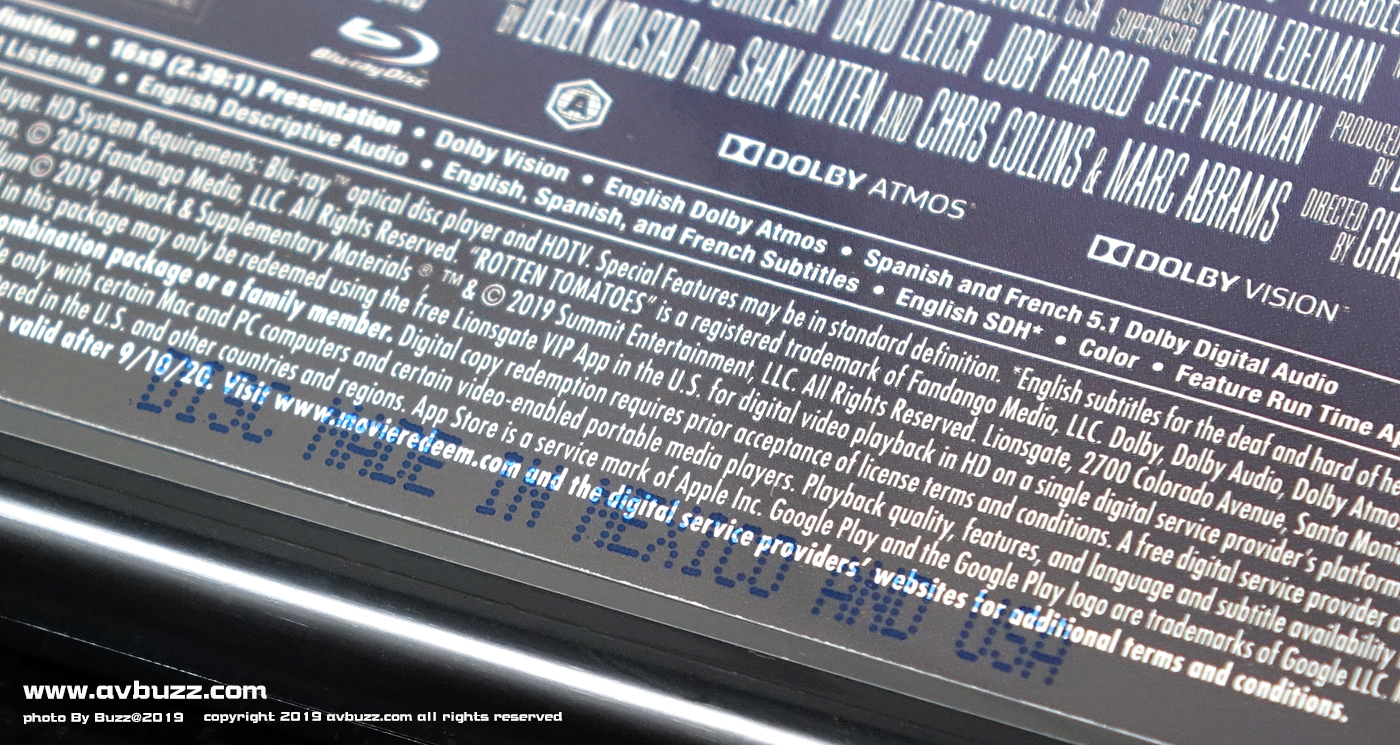 DAVID LEITCH JOBY HAROLD JEFF WAXMAN
MUSIC
SUPERVISOR KEVIN EDELMAN
BY DEREK KOLSTAD AND SHAY HATTEN AND CHRIS COLLINS & MARC ABRAMS
PRODUCED
BY
DIRECTED
BY
Blu-ray Disc
A
DOLBY ATMOS
DOLBY VISION™
16x9 (2.39:1) Presentation • Dolby Vision • English Dolby Atmos • Spanish and French 5.1 Dolby Digital Audio
Listening • English Descriptive Audio • English, Spanish, and French Subtitles • English SDH* • Color • Feature Run Time
HD System Requirements: Blu-ray™ optical disc player and HDTV. Special Features may be in standard definition. *English subtitles for the deaf and hard of
© 2019 Fandango Media, LLC. All Rights Reserved. "ROTTEN TOMATOES" is a registered trademark of Fandango Media, LLC. Dolby, Dolby Audio, Dolby Atmos
© 2019, Artwork & Supplementary Materials ®, ™ & © 2019 Summit Entertainment, LLC. All Rights Reserved. Lionsgate, 2700 Colorado Avenue, Santa
in this package may only be redeemed using the free Lionsgate VIP App in the U.S. for digital video playback in HD on a single digital service provider's platform
combination package or a family member. Digital copy redemption requires prior acceptance of license terms and conditions. A free digital service provider
only with certain Mac and PC computers and certain video-enabled portable media players. Playback quality, features, and language and subtitle availability
in the U.S. and other countries and regions. App Store is a service mark of Apple Inc. Google Play and the Google Play logo are trademarks of Google LLC.
valid after 9/10/20. Visit www.movieredeem.com and the digital service providers' websites for additional terms and conditions.
DISC MADE IN MEXICO AND USA
www.avbuzz.com
photo By Buzz@2019 copyright 2019 avbuzz.com all rights reserved